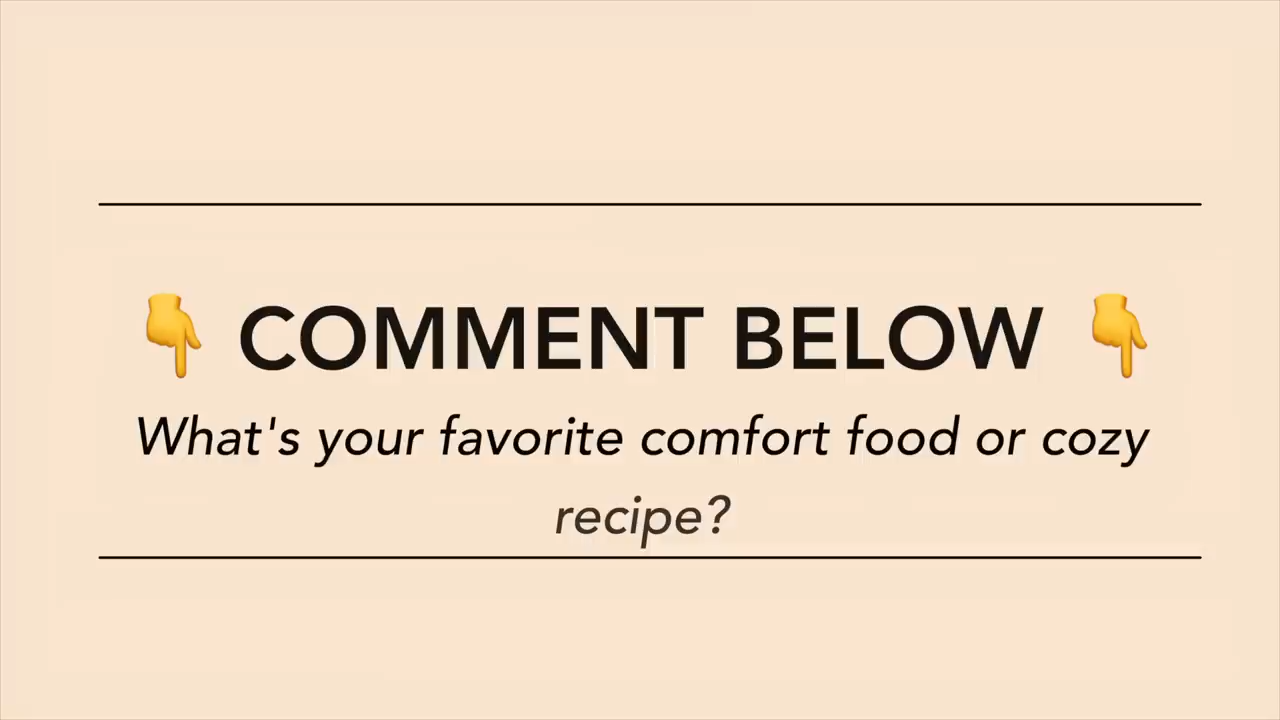 👇 COMMENT BELOW 👇
What's your favorite comfort food or cozy
recipe?